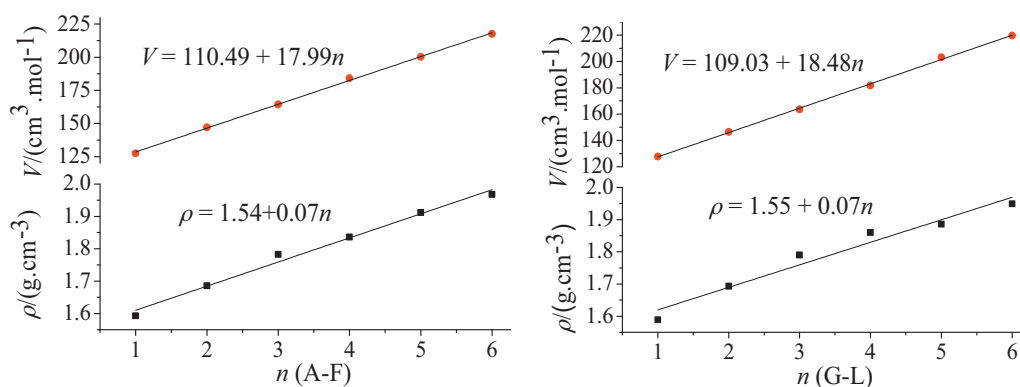 225
200
175
150
125
V/(cm³.mol⁻¹)
V = 110.49 + 17.99n
2.0
1.9
1.8
1.7
1.6
ρ/(g.cm⁻³)
ρ = 1.54+0.07n
1 2 3 4 5 6
n (A-F)
220
200
180
160
140
120
V/(cm³.mol⁻¹)
V = 109.03 + 18.48n
2.0
1.9
1.8
1.7
1.6
ρ/(g.cm⁻³)
ρ = 1.55 + 0.07n
1 2 3 4 5 6
n (G-L)